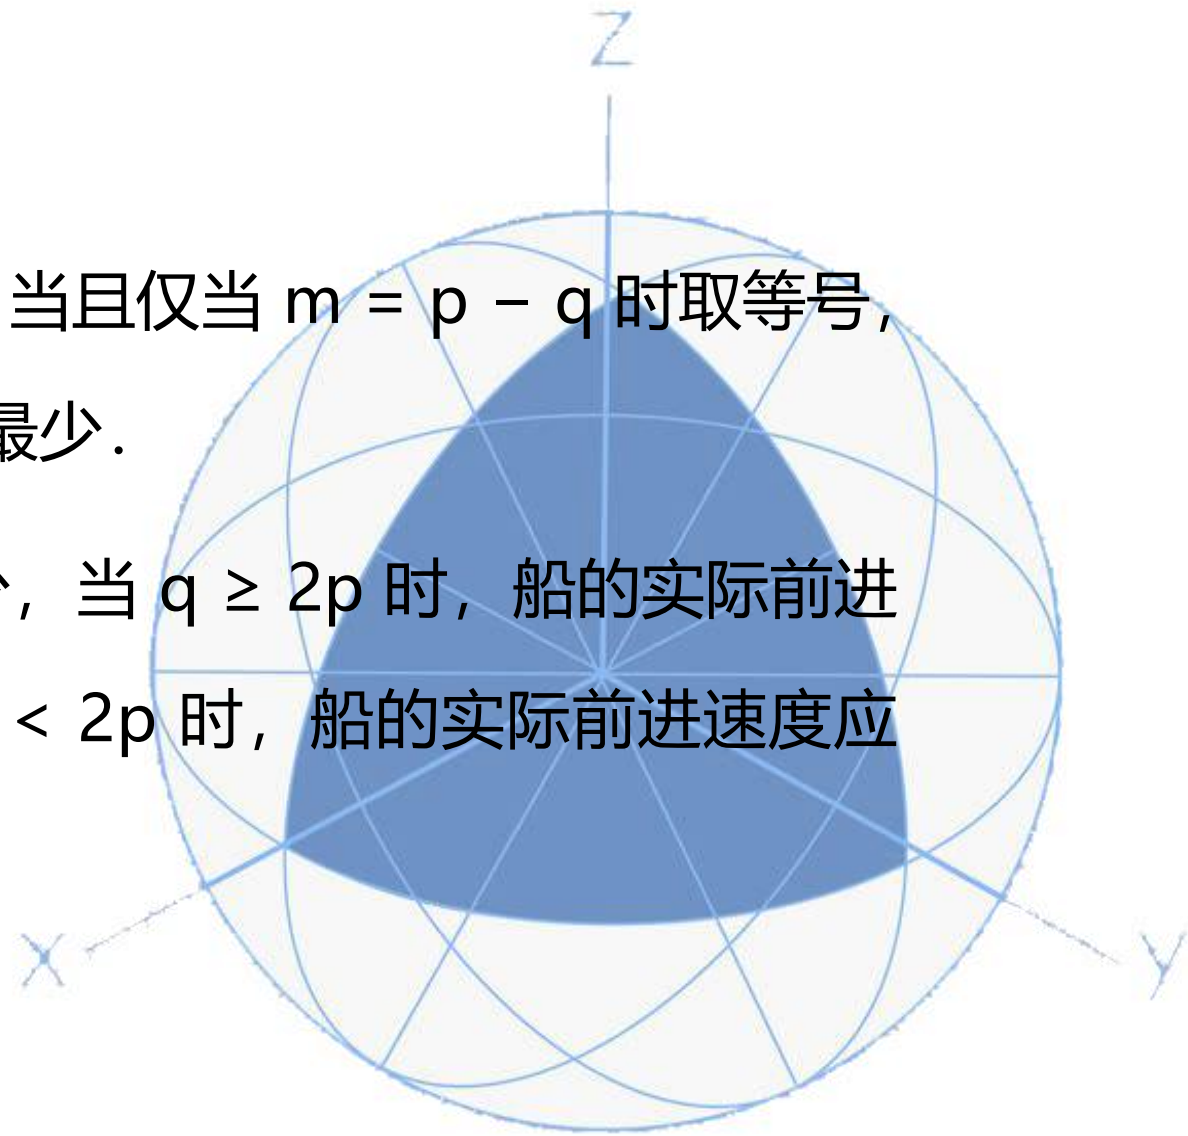 Z
当且仅当 m = p − q 时取等号，
最少．
，当 q ≥ 2p 时，船的实际前进
< 2p 时，船的实际前进速度应
X
Y